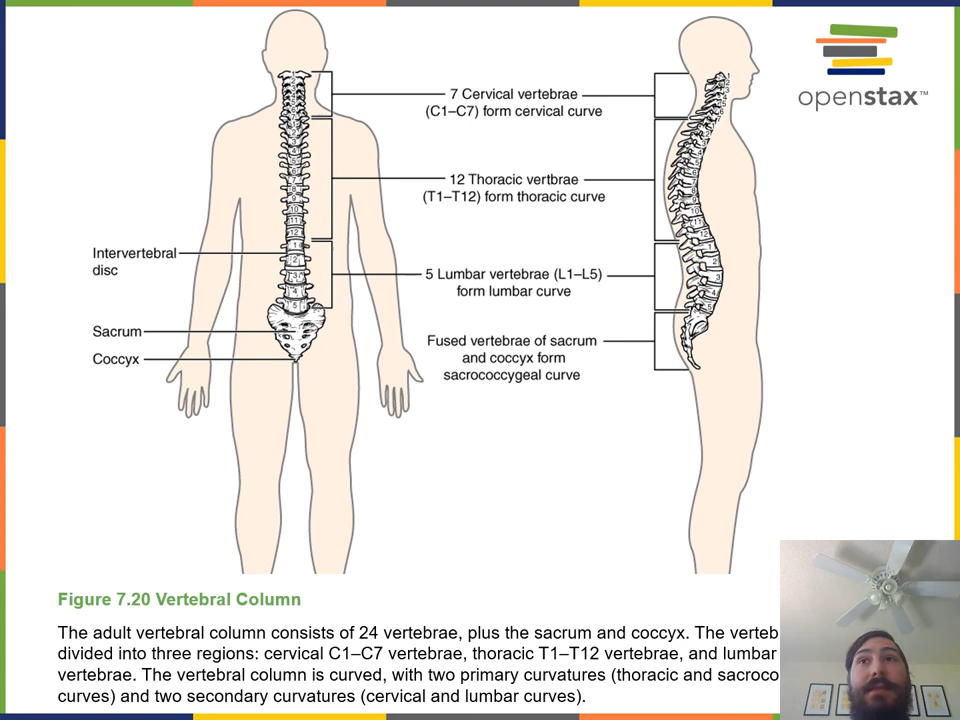 openstax™
7 Cervical vertebrae
(C1–C7) form cervical curve
12 Thoracic vertbrae
(T1–T12) form thoracic curve
Intervertebral
disc
5 Lumbar vertebrae (L1–L5)
form lumbar curve
Sacrum
Coccyx
Fused vertebrae of sacrum
and coccyx form
sacrococcygeal curve
Figure 7.20 Vertebral Column
The adult vertebral column consists of 24 vertebrae, plus the sacrum and coccyx. The verteb
divided into three regions: cervical C1–C7 vertebrae, thoracic T1–T12 vertebrae, and lumbar
vertebrae. The vertebral column is curved, with two primary curvatures (thoracic and sacroco
curves) and two secondary curvatures (cervical and lumbar curves).